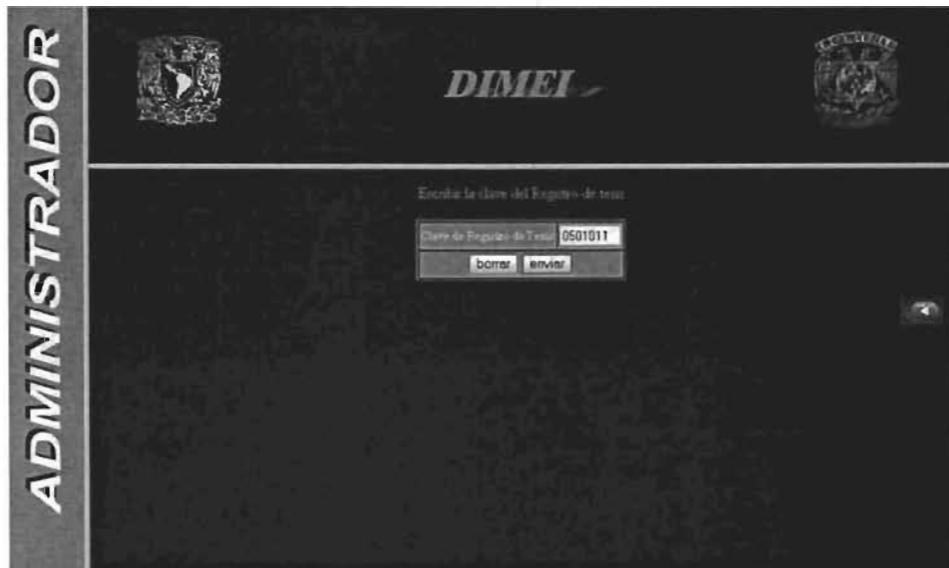 ADMINISTRADOR
DIMEI
Escriba la clave del Registro de tesis
Clave de Registro de Tesis 0501011
borrar enviar